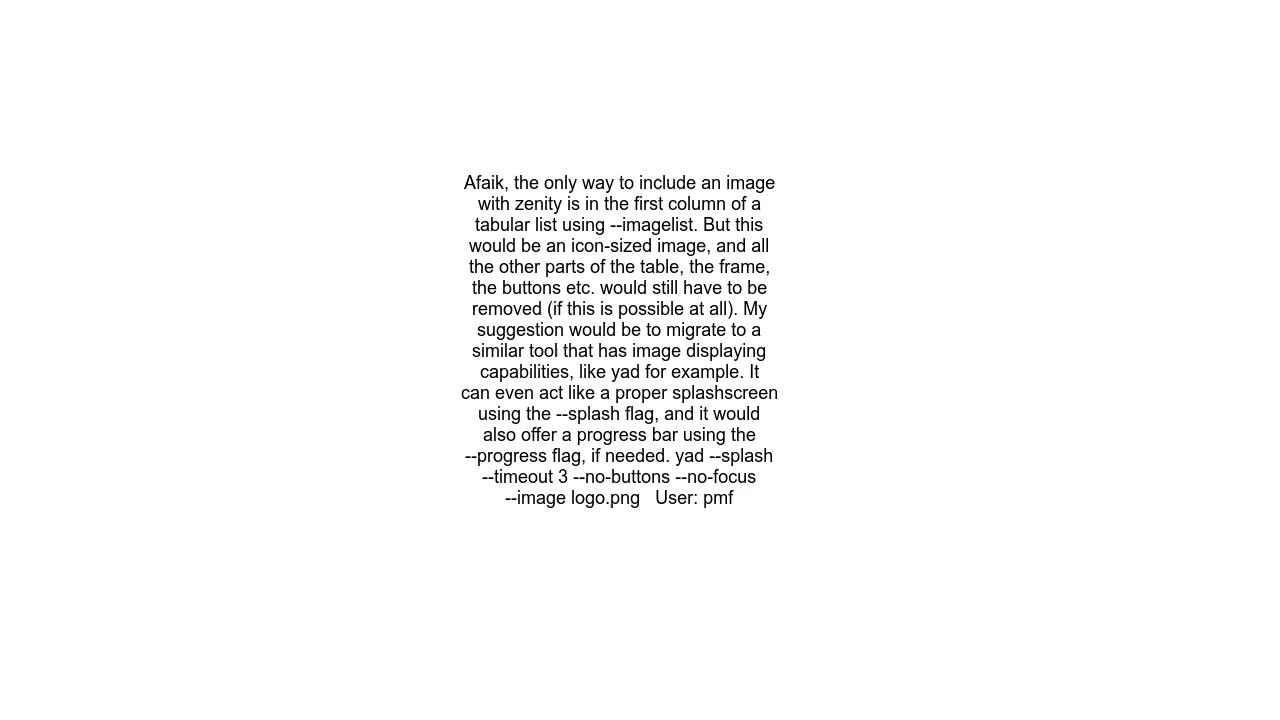 Afaik, the only way to include an image
with zenity is in the first column of a
tabular list using --imagelist. But this
would be an icon-sized image, and all
the other parts of the table, the frame,
the buttons etc. would still have to be
removed (if this is possible at all). My
suggestion would be to migrate to a
similar tool that has image displaying
capabilities, like yad for example. It
can even act like a proper splashscreen
using the --splash flag, and it would
also offer a progress bar using the
--progress flag, if needed. yad --splash
--timeout 3 --no-buttons --no-focus
--image logo.png   User: pmf